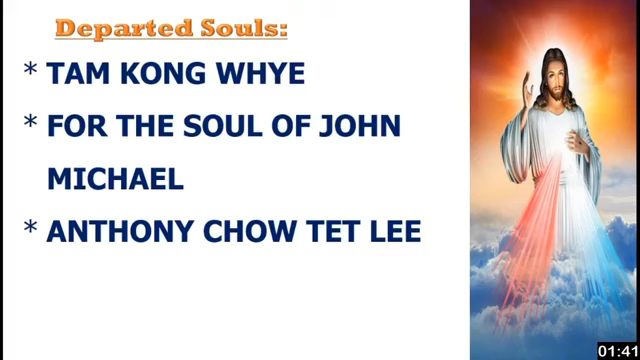 Departed Souls:
* TAM KONG WHYE
* FOR THE SOUL OF JOHN
MICHAEL
* ANTHONY CHOW TET LEE
01:41